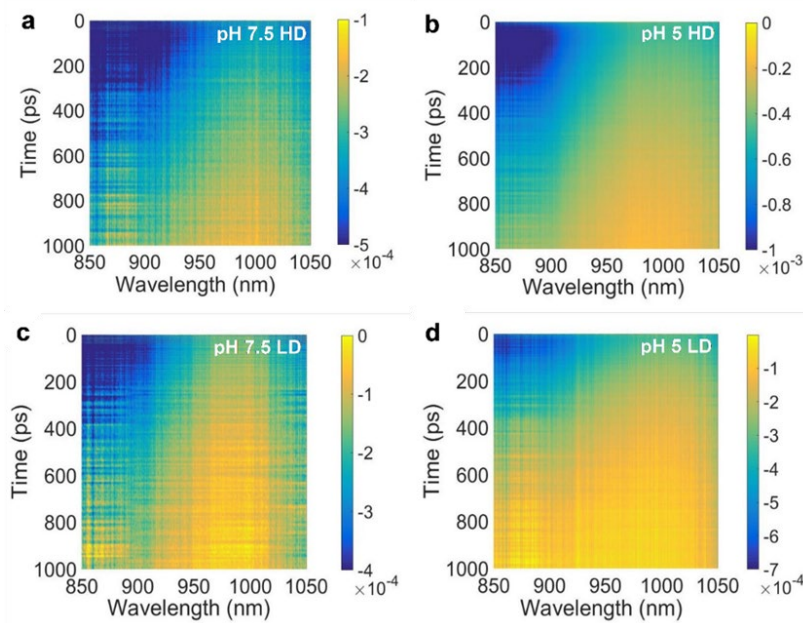 a
pH 7.5 HD
0
200
400
600
800
1000
Time (ps)
850 900 950 1000 1050
Wavelength (nm)
-1
-2
-3
-4
-5
×10-4
b
pH 5 HD
0
200
400
600
800
1000
Time (ps)
850 900 950 1000 1050
Wavelength (nm)
0
-0.2
-0.4
-0.6
-0.8
-1
×10-3
c
pH 7.5 LD
0
200
400
600
800
1000
Time (ps)
850 900 950 1000 1050
Wavelength (nm)
0
-1
-2
-3
-4
×10-4
d
pH 5 LD
0
200
400
600
800
1000
Time (ps)
850 900 950 1000 1050
Wavelength (nm)
-1
-2
-3
-4
-5
-6
-7
×10-4